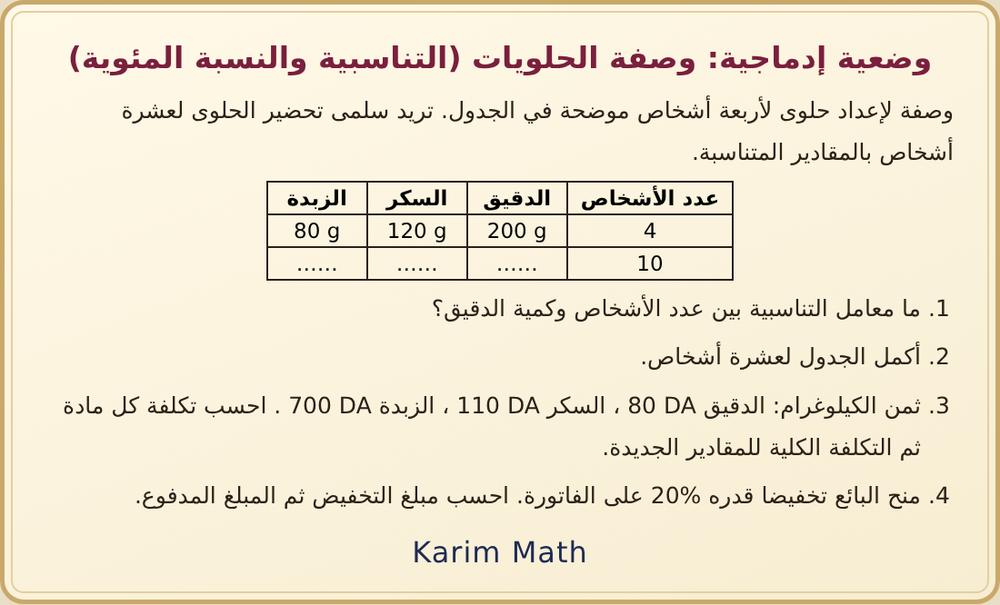 وضعية إدماجية: وصفة الحلويات (التناسبية والنسبة المئوية)
وصفة لإعداد حلوى لأربعة أشخاص موضحة في الجدول. تريد سلمى تحضير الحلوى لعشرة
أشخاص بالمقادير المتناسبة.
عدد الأشخاص الدقيق السكر الزبدة
4 200 g 120 g 80 g
10 ...... ...... ......
1. ما معامل التناسبية بين عدد الأشخاص وكمية الدقيق؟
2. أكمل الجدول لعشرة أشخاص.
3. ثمن الكيلوغرام: الدقيق 80 DA ، السكر 110 DA ، الزبدة 700 DA . احسب تكلفة كل مادة
ثم التكلفة الكلية للمقادير الجديدة.
4. منح البائع تخفيضا قدره 20% على الفاتورة. احسب مبلغ التخفيض ثم المبلغ المدفوع.
Karim Math